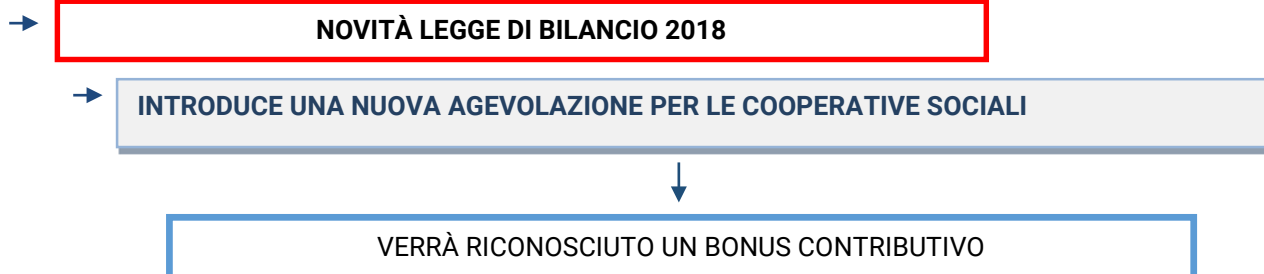 NOVITÀ LEGGE DI BILANCIO 2018
INTRODUCE UNA NUOVA AGEVOLAZIONE PER LE COOPERATIVE SOCIALI
VERRÀ RICONOSCIUTO UN BONUS CONTRIBUTIVO